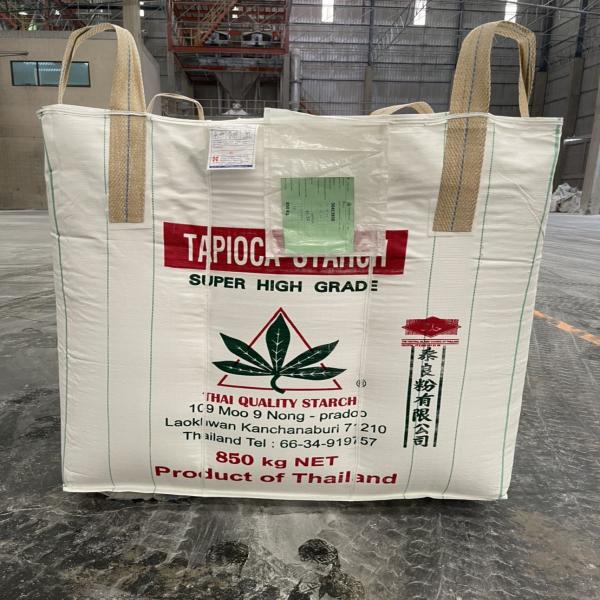 TAPIOCA STARCH
SUPER HIGH GRADE
®
THAI QUALITY STARCH
109 Moo 9 Nong - pradoo
Laokhwan Kanchanaburi 71210
Thailand Tel : 66-34-919757
850 kg NET
Product of Thailand
泰良粉有限公司